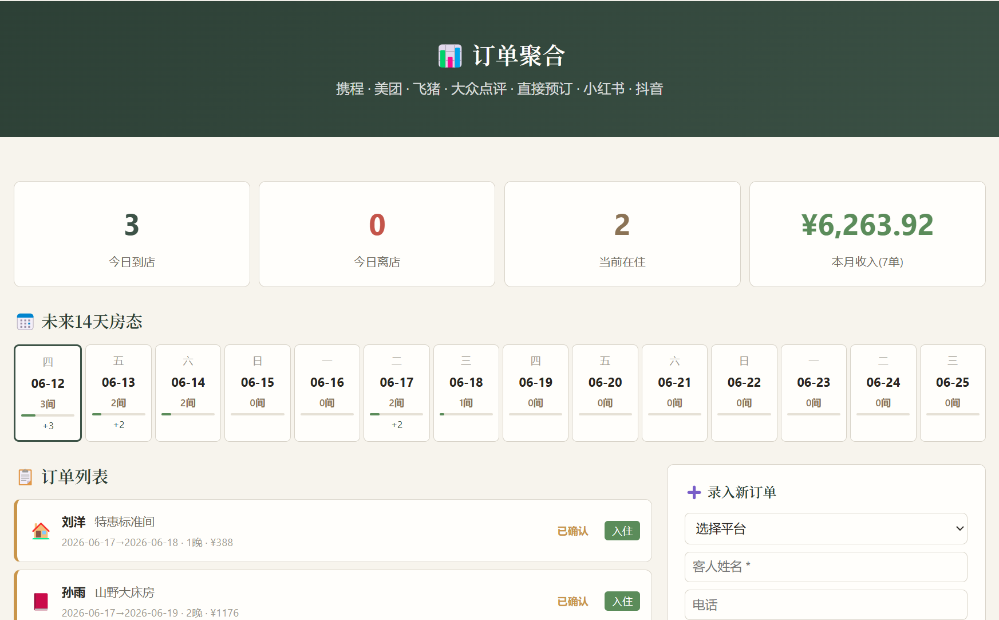 订单聚合
携程 · 美团 · 飞猪 · 大众点评 · 直接预订 · 小红书 · 抖音
3
今日到店
0
今日离店
2
当前在住
¥6,263.92
本月收入(7单)
未来14天房态
四
06-12
3间
+3
五
06-13
2间
+2
六
06-14
2间
日
06-15
0间
一
06-16
0间
二
06-17
2间
+2
三
06-18
1间
四
06-19
0间
五
06-20
0间
六
06-21
0间
日
06-22
0间
一
06-23
0间
二
06-24
0间
三
06-25
0间
订单列表
刘洋 特惠标准间
2026-06-17→2026-06-18 · 1晚 · ¥388
已确认 入住
孙雨 山野大床房
2026-06-17→2026-06-19 · 2晚 · ¥1176
已确认 入住
录入新订单
选择平台
客人姓名 *
电话